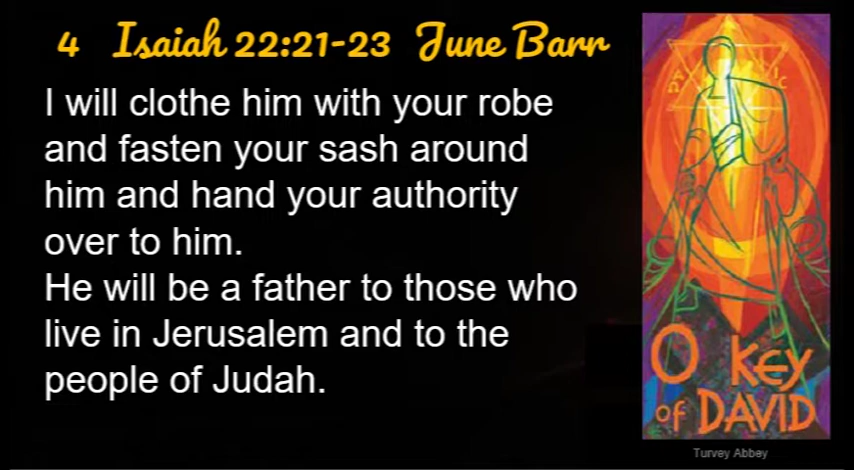 4 Isaiah 22:21-23 June Barr
I will clothe him with your robe
and fasten your sash around
him and hand your authority
over to him.
He will be a father to those who
live in Jerusalem and to the
people of Judah.
O KEY
of DAVID
Turvey Abbey